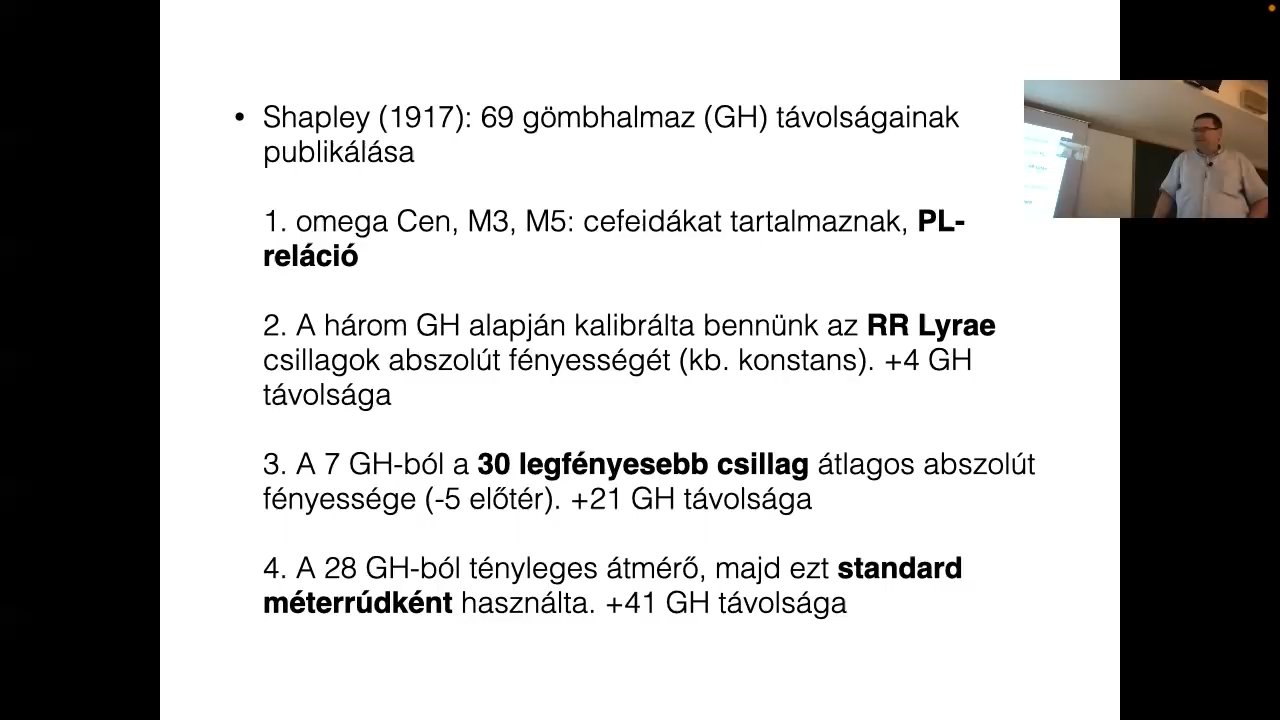 • Shapley (1917): 69 gömbhalmaz (GH) távolságainak
publikálása
1. omega Cen, M3, M5: cefeidákat tartalmaznak, PL-
reláció
2. A három GH alapján kalibrálta bennünk az RR Lyrae
csillagok abszolút fényességét (kb. konstans). +4 GH
távolsága
3. A 7 GH-ból a 30 legfényesebb csillag átlagos abszolút
fényessége (-5 előtér). +21 GH távolsága
4. A 28 GH-ból tényleges átmérő, majd ezt standard
méterrúdként használta. +41 GH távolsága